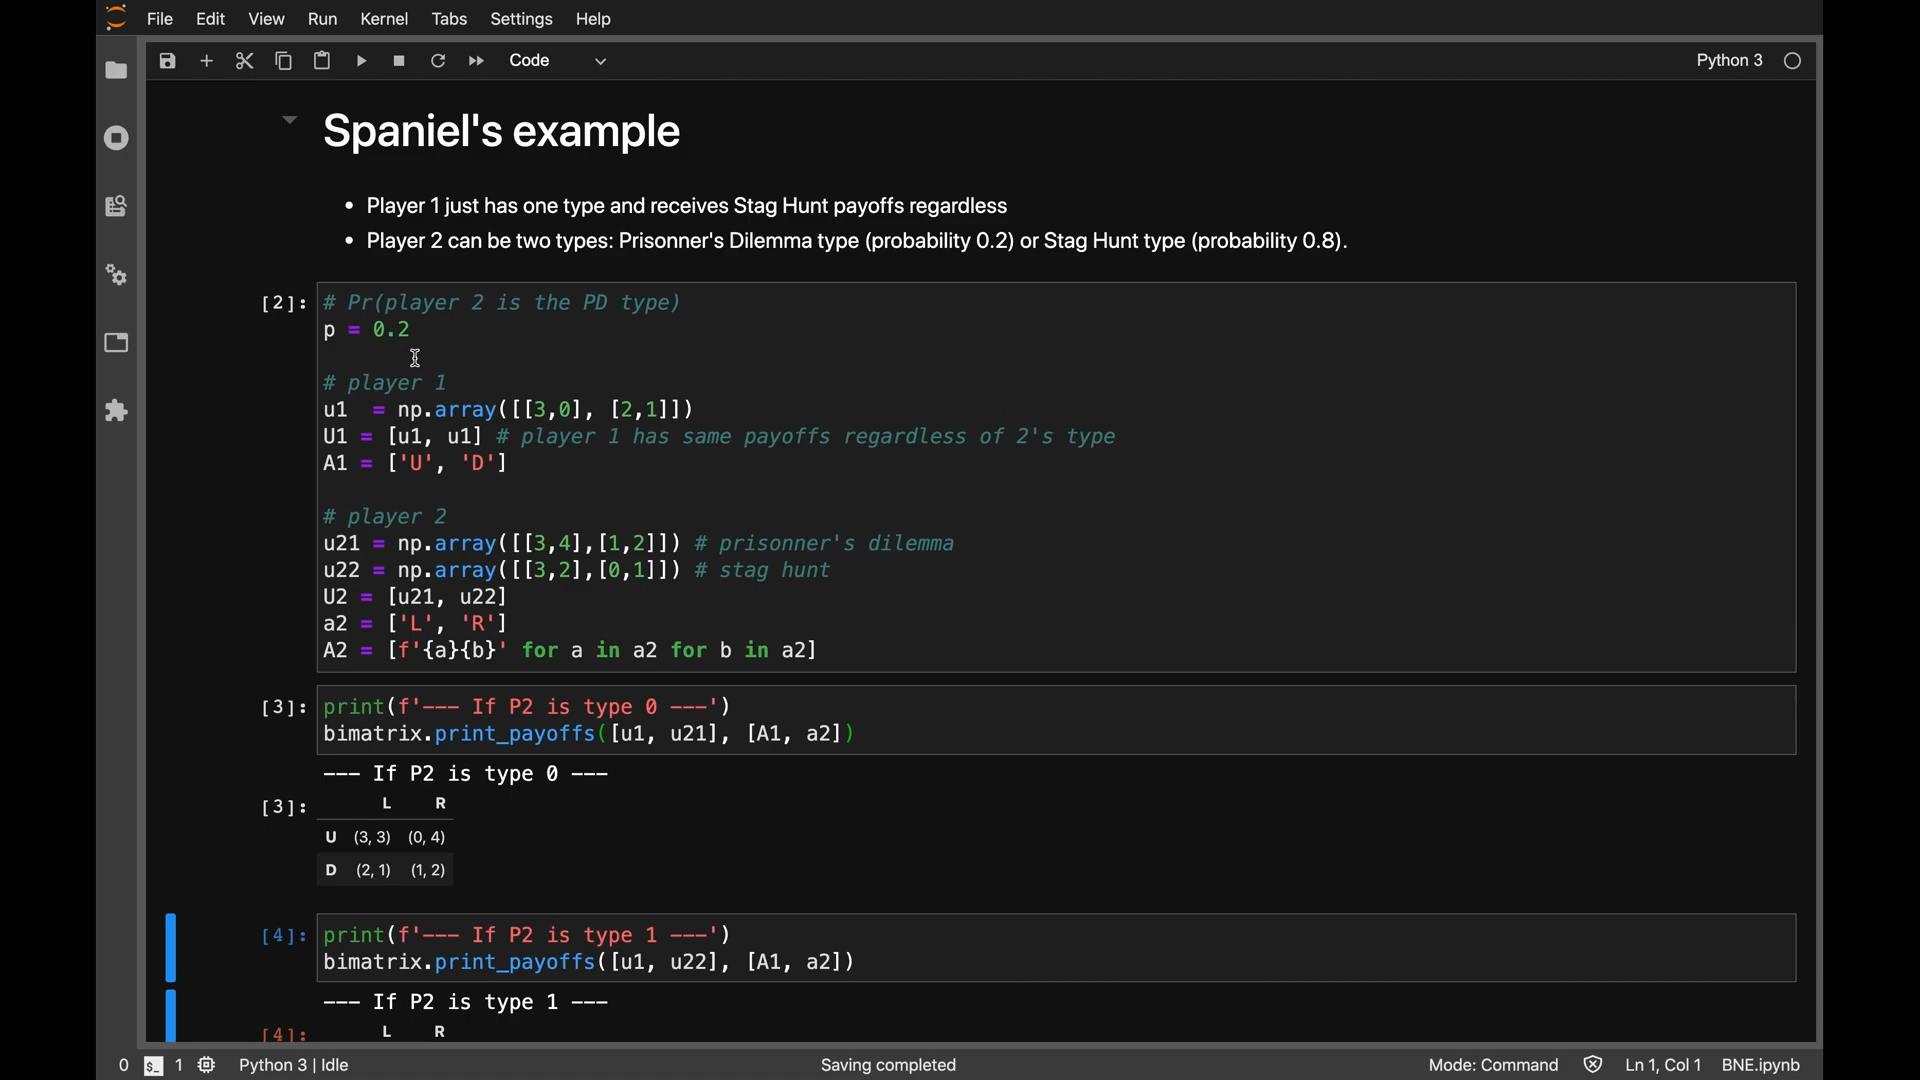 File Edit View Run Kernel Tabs Settings Help
Code Python 3
Spaniel's example
• Player 1 just has one type and receives Stag Hunt payoffs regardless
• Player 2 can be two types: Prisonner's Dilemma type (probability 0.2) or Stag Hunt type (probability 0.8).
[2]: # Pr(player 2 is the PD type)
p = 0.2
# player 1
u1  = np.array([[3,0], [2,1]])
U1 = [u1, u1] # player 1 has same payoffs regardless of 2's type
A1 = ['U', 'D']
# player 2
u21 = np.array([[3,4],[1,2]]) # prisonner's dilemma
u22 = np.array([[3,2],[0,1]]) # stag hunt
U2 = [u21, u22]
a2 = ['L', 'R']
A2 = [f'{a}{b}' for a in a2 for b in a2]
[3]: print(f'--- If P2 is type 0 ---')
bimatrix.print_payoffs([u1, u21], [A1, a2])
--- If P2 is type 0 ---
[3]: L R
U (3, 3) (0, 4)
D (2, 1) (1, 2)
[4]: print(f'--- If P2 is type 1 ---')
bimatrix.print_payoffs([u1, u22], [A1, a2])
--- If P2 is type 1 ---
[4]: L R
0 $_ 1 Python 3 | Idle Saving completed Mode: Command Ln 1, Col 1 BNE.ipynb